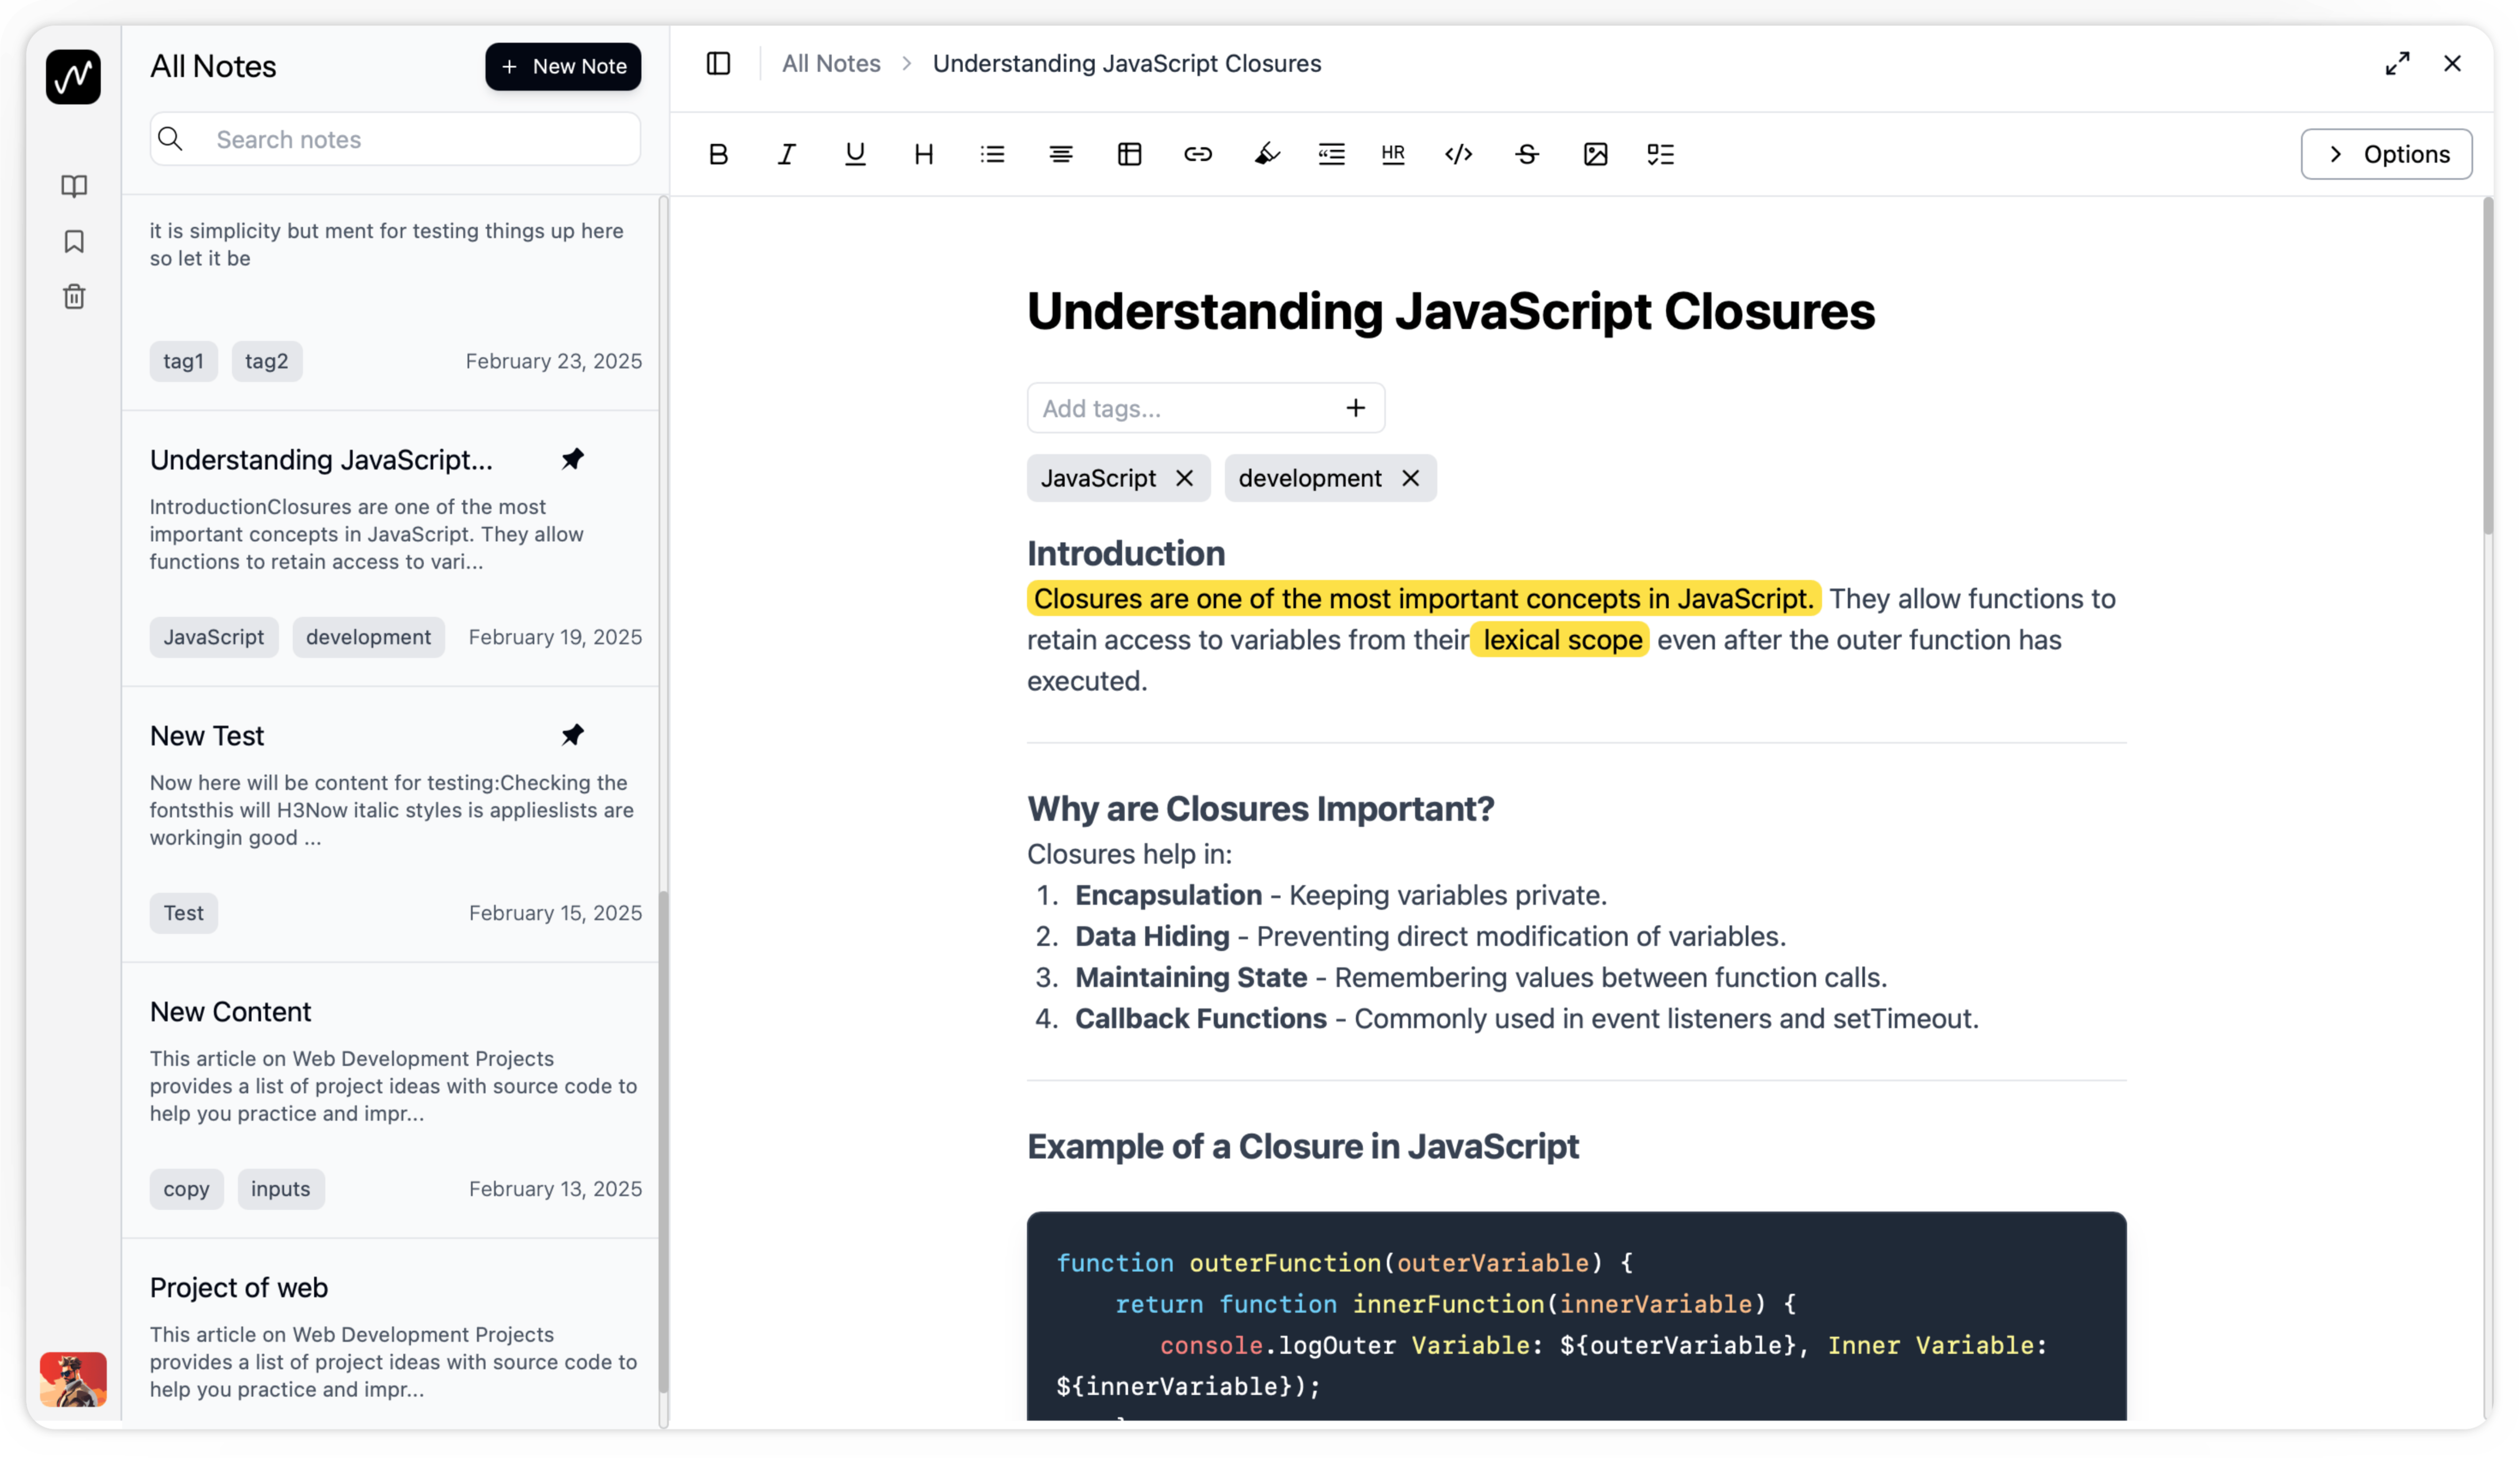 All Notes
+ New Note
Search notes
it is simplicity but ment for testing things up here
so let it be
tag1 tag2 February 23, 2025
Understanding JavaScript...
IntroductionClosures are one of the most
important concepts in JavaScript. They allow
functions to retain access to vari...
JavaScript development February 19, 2025
New Test
Now here will be content for testing:Checking the
fontsthis will H3Now italic styles is applieslists are
workingin good ...
Test February 15, 2025
New Content
This article on Web Development Projects
provides a list of project ideas with source code to
help you practice and impr...
copy inputs February 13, 2025
Project of web
This article on Web Development Projects
provides a list of project ideas with source code to
help you practice and impr...
All Notes > Understanding JavaScript Closures
B I U H HR </> S
Options
Understanding JavaScript Closures
Add tags...
JavaScript development
Introduction
Closures are one of the most important concepts in JavaScript. They allow functions to
retain access to variables from their lexical scope even after the outer function has
executed.
Why are Closures Important?
Closures help in:
1. Encapsulation - Keeping variables private.
2. Data Hiding - Preventing direct modification of variables.
3. Maintaining State - Remembering values between function calls.
4. Callback Functions - Commonly used in event listeners and setTimeout.
Example of a Closure in JavaScript
function outerFunction(outerVariable) {
return function innerFunction(innerVariable) {
console.logOuter Variable: ${outerVariable}, Inner Variable:
${innerVariable});